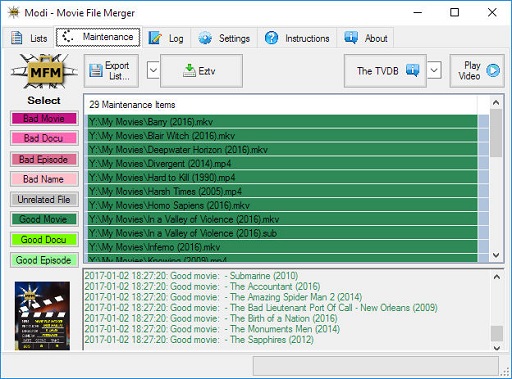 Modi - Movie File Merger
Lists
Maintenance
Log
Settings
Instructions
About
MFM
Export
List...
Eztv
The TVDB
Play
Video
Select
Bad Movie
Bad Docu
Bad Episode
Bad Name
Unrelated File
Good Movie
Good Docu
Good Episode
29 Maintenance Items
Y:\My Movies\Barry (2016).mkv
Y:\My Movies\Blair Witch (2016).mkv
Y:\My Movies\Deepwater Horizon (2016).mkv
Y:\My Movies\Divergent (2014).mp4
Y:\My Movies\Hard to Kill (1990).mp4
Y:\My Movies\Harsh Times (2005).mp4
Y:\My Movies\Homo Sapiens (2016).mkv
Y:\My Movies\In a Valley of Violence (2016).mkv
Y:\My Movies\In a Valley of Violence (2016).sub
Y:\My Movies\Inferno (2016).mkv
Y:\My Movies\Knowing (2009).mp4
2017-01-02 18:27:20: Good movie:  - Submarine (2010)
2017-01-02 18:27:20: Good movie:  - The Accountant (2016)
2017-01-02 18:27:20: Good movie:  - The Amazing Spider Man 2 (2014)
2017-01-02 18:27:20: Good movie:  - The Bad Lieutenant Port Of Call - New Orleans (2009)
2017-01-02 18:27:20: Good movie:  - The Birth of a Nation (2016)
2017-01-02 18:27:20: Good movie:  - The Monuments Men (2014)
2017-01-02 18:27:20: Good movie:  - The Sapphires (2012)